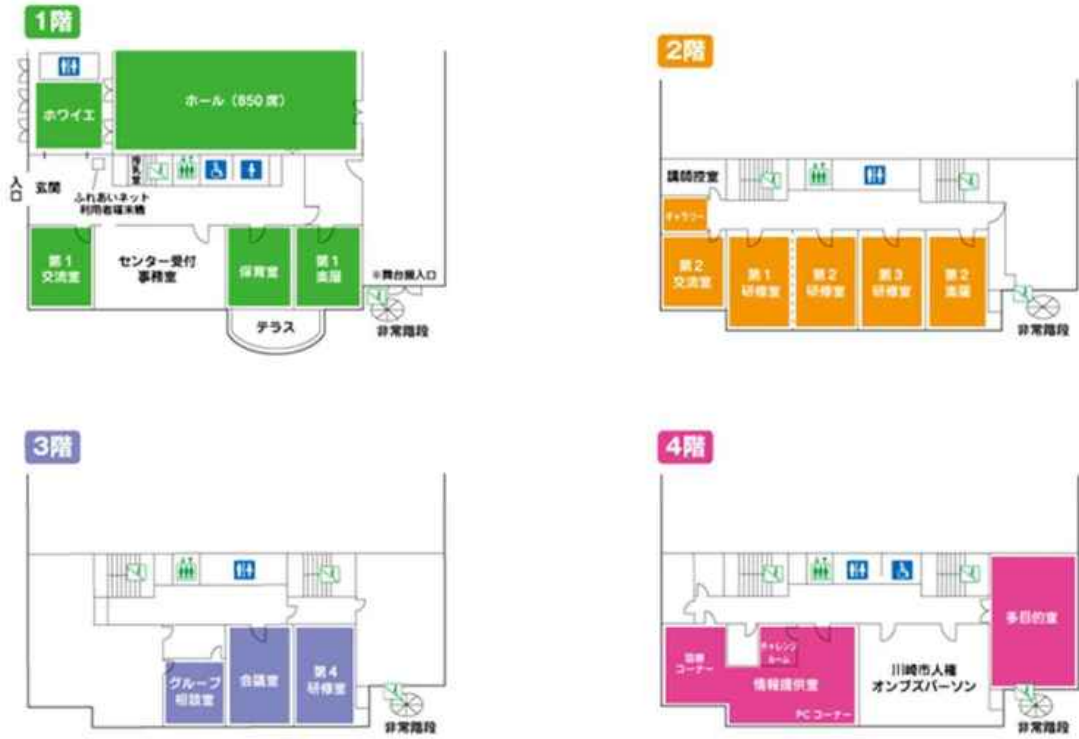 1階
ホール（850席）
ホワイエ
入口
玄関
ふれあいネット
利用者端末機
授乳室
第1
交流室
センター受付
事務室
保育室
第1
楽屋
※舞台搬入口
テラス
非常階段
2階
講師控室
ギャラリー
第2
交流室
第1
研修室
第2
研修室
第3
研修室
第2
楽屋
非常階段
3階
グループ
相談室
会議室
第4
研修室
非常階段
4階
多目的室
コーナー
チャレンジ
ルーム
情報提供室
PCコーナー
川崎市人権
オンブズパーソン
非常階段